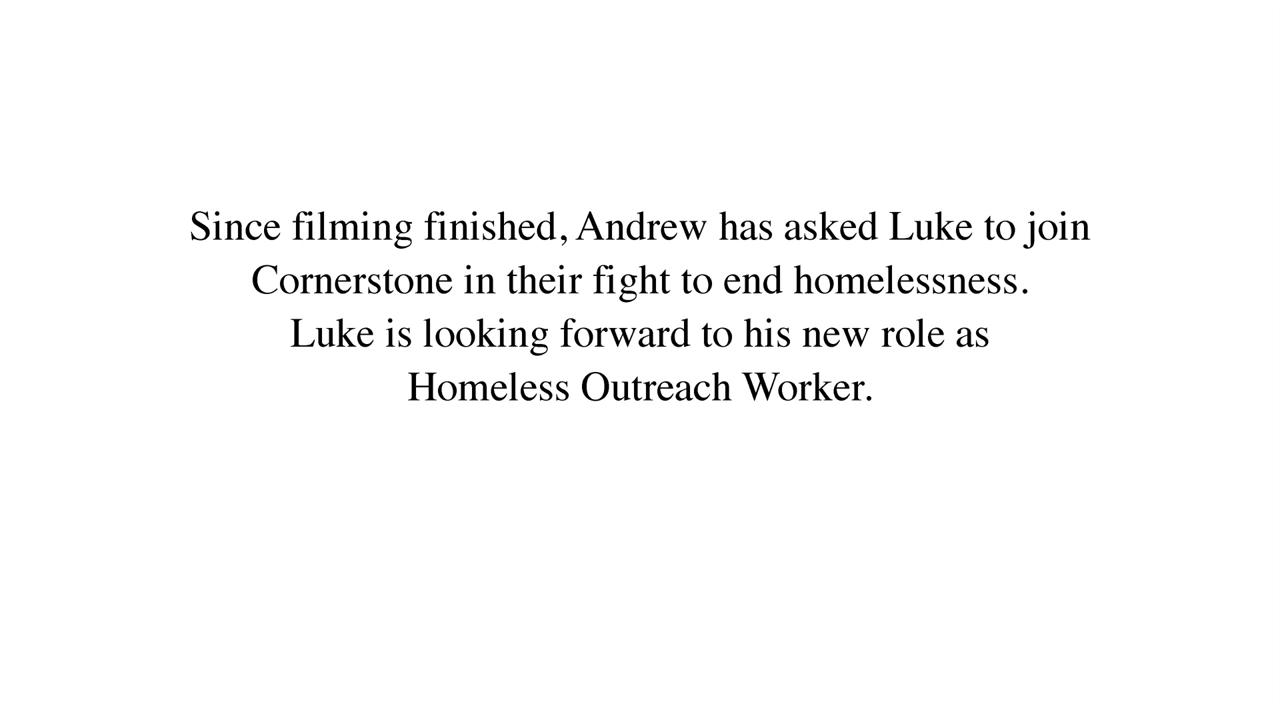 Since filming finished, Andrew has asked Luke to join
Cornerstone in their fight to end homelessness.
Luke is looking forward to his new role as
Homeless Outreach Worker.